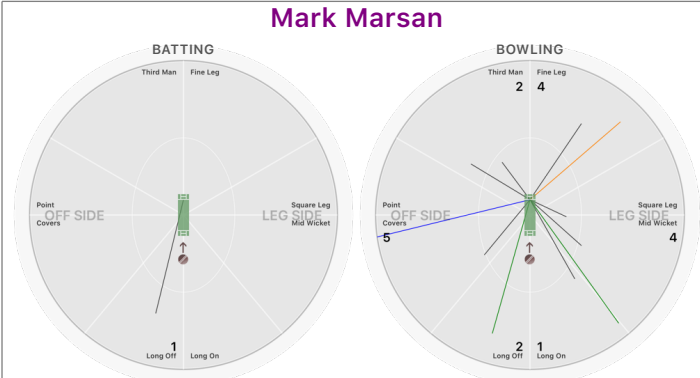 Mark Marsan
BATTING
Third Man Fine Leg
Point
Covers
OFF SIDE
LEG SIDE
Square Leg
Mid Wicket
1
Long Off Long On
BOWLING
Third Man Fine Leg
2 4
Point
Covers
OFF SIDE
LEG SIDE
Square Leg
Mid Wicket
5
4
2 1
Long Off Long On